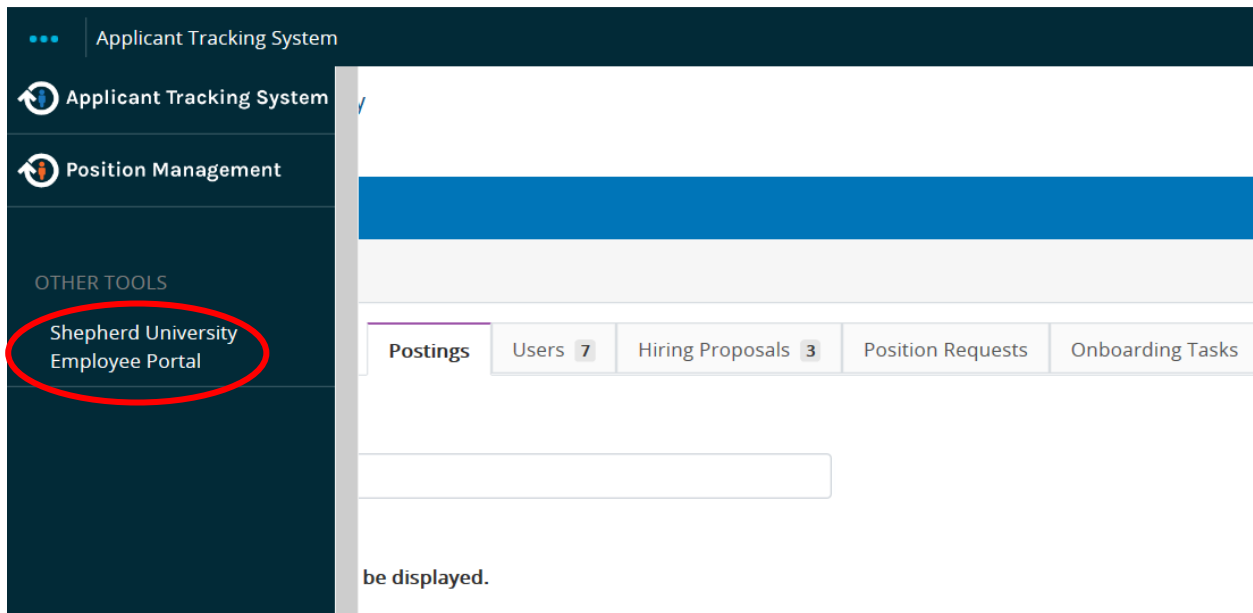 Applicant Tracking System
Applicant Tracking System
y
Position Management
OTHER TOOLS
Shepherd University
Employee Portal
Postings Users 7 Hiring Proposals 3 Position Requests Onboarding Tasks
be displayed.